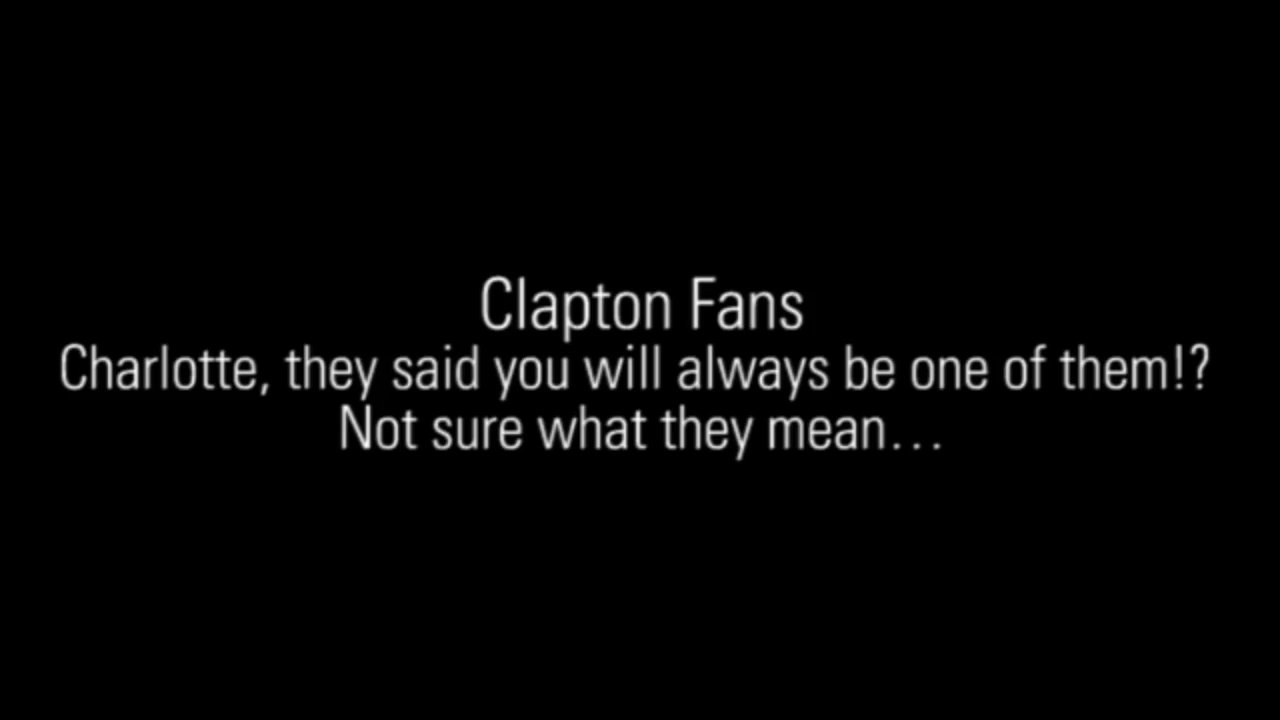 Clapton Fans
Charlotte, they said you will always be one of them!?
Not sure what they mean…